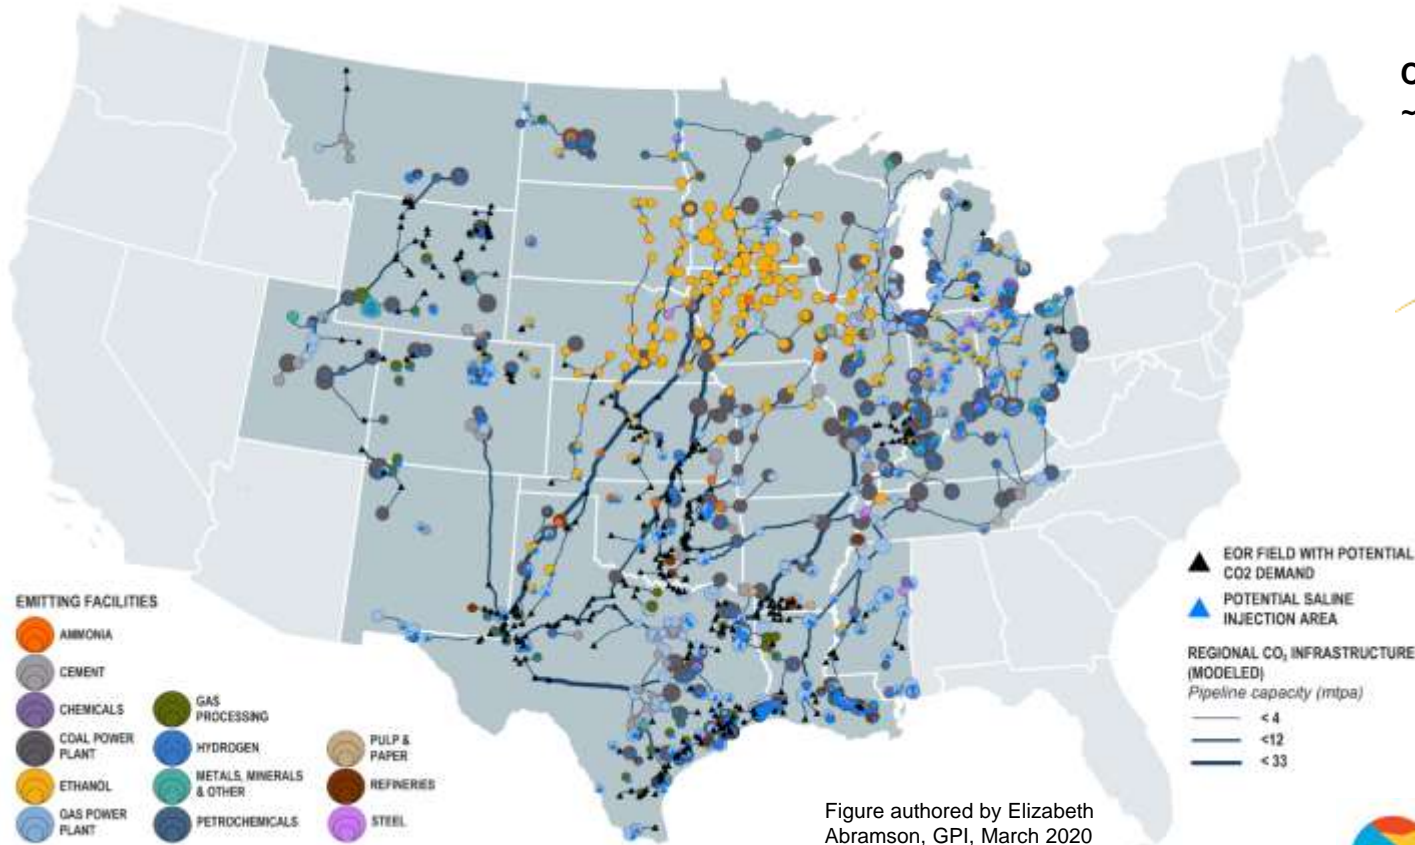 EMITTING FACILITIES
AMMONIA
CEMENT
CHEMICALS
COAL POWER
PLANT
ETHANOL
GAS POWER
PLANT
GAS
PROCESSING
HYDROGEN
METALS, MINERALS
& OTHER
PETROCHEMICALS
PULP &
PAPER
REFINERIES
STEEL
EOR FIELD WITH POTENTIAL
CO2 DEMAND
POTENTIAL SALINE
INJECTION AREA
REGIONAL CO₂ INFRASTRUCTURE
(MODELED)
Pipeline capacity (mtpa)
< 4
<12
< 33
Figure authored by Elizabeth
Abramson, GPI, March 2020